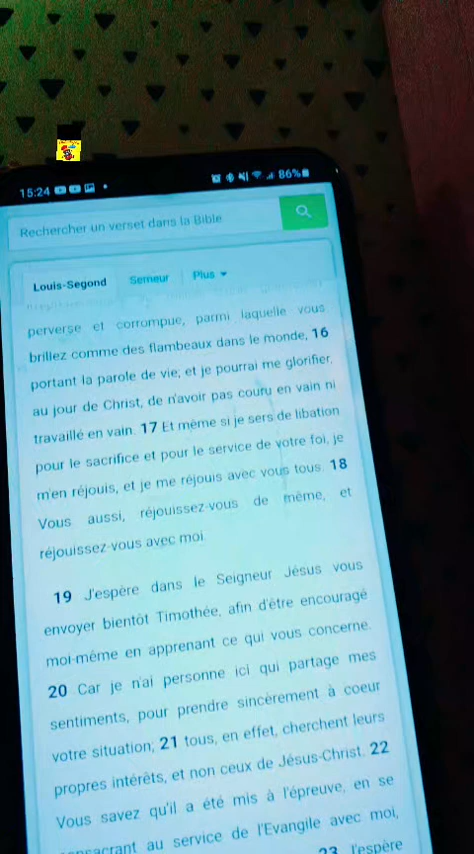 15:24
86%
Rechercher un verset dans la Bible
Louis-Segond Semeur Plus
perverse et corrompue, parmi laquelle vous
brillez comme des flambeaux dans le monde, 16
portant la parole de vie; et je pourrai me glorifier,
au jour de Christ, de n'avoir pas couru en vain ni
travaillé en vain. 17 Et même si je sers de libation
pour le sacrifice et pour le service de votre foi, je
m'en réjouis, et je me réjouis avec vous tous. 18
Vous aussi, réjouissez-vous de même, et
réjouissez-vous avec moi.
19 J'espère dans le Seigneur Jésus vous
envoyer bientôt Timothée, afin d'être encouragé
moi-même en apprenant ce qui vous concerne.
20 Car je n'ai personne ici qui partage mes
sentiments, pour prendre sincèrement à coeur
votre situation; 21 tous, en effet, cherchent leurs
propres intérêts, et non ceux de Jésus-Christ. 22
Vous savez qu'il a été mis à l'épreuve, en se
consacrant au service de l'Evangile avec moi,
23 J'espère